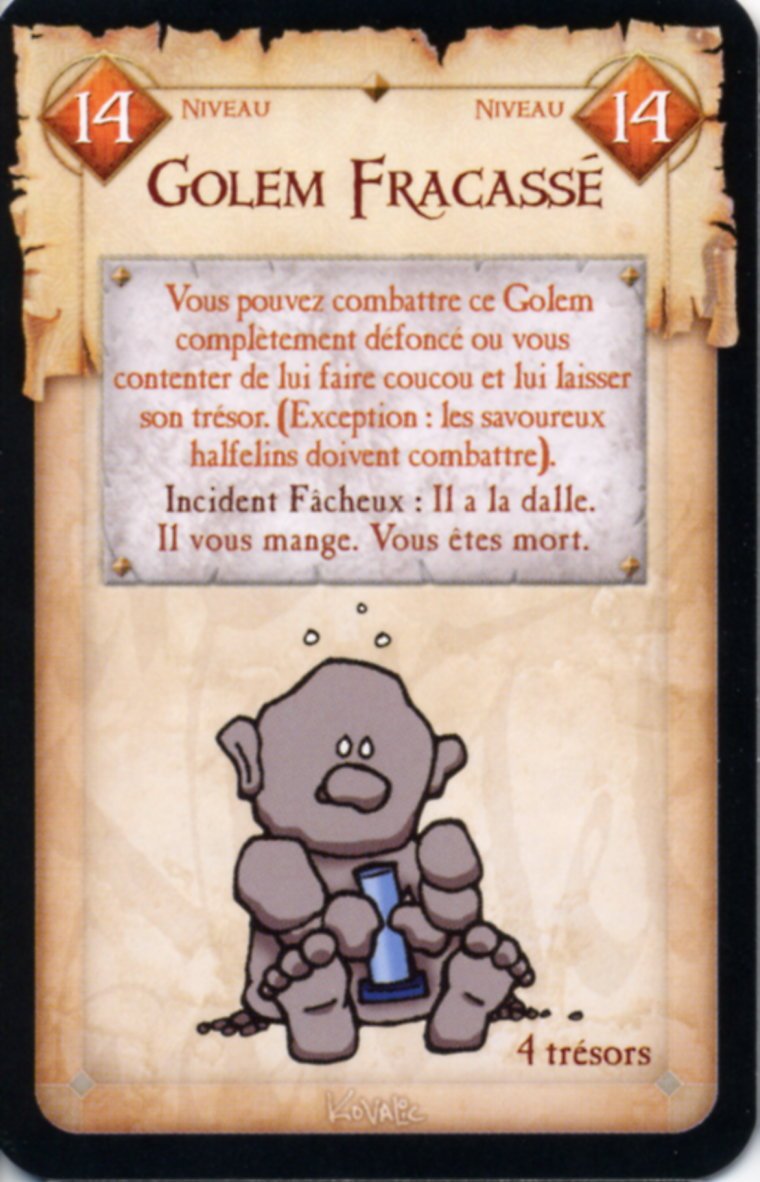 14 Niveau Niveau 14
Golem Fracassé
Vous pouvez combattre ce Golem
complètement défoncé ou vous
contenter de lui faire coucou et lui laisser
son trésor. (Exception : les savoureux
halfelins doivent combattre).
Incident Fâcheux : Il a la dalle.
Il vous mange. Vous êtes mort.
4 trésors
Kovalic